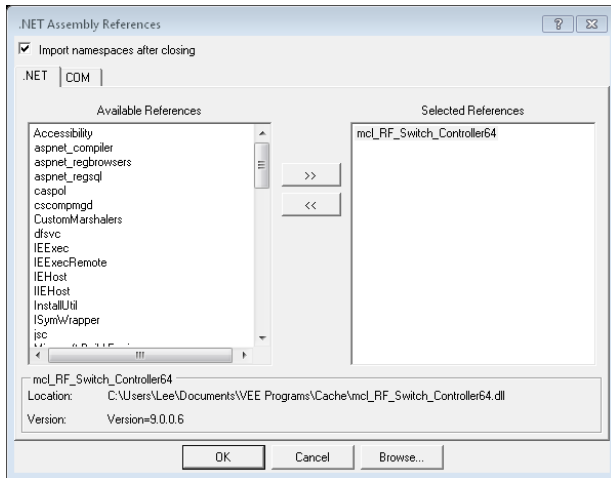 .NET Assembly References
Import namespaces after closing
.NET
COM
Available References
Accessibility
aspnet_compiler
aspnet_regbrowsers
aspnet_regsql
caspol
cscompmgd
CustomMarshalers
dfsvc
IEExec
IEExecRemote
IEHost
IIEHost
InstallUtil
ISymWrapper
jsc
>>
<<
Selected References
mcl_RF_Switch_Controller64
mcl_RF_Switch_Controller64
Location: C:\Users\Lee\Documents\VEE Programs\Cache\mcl_RF_Switch_Controller64.dll
Version: Version=9.0.0.6
OK
Cancel
Browse...